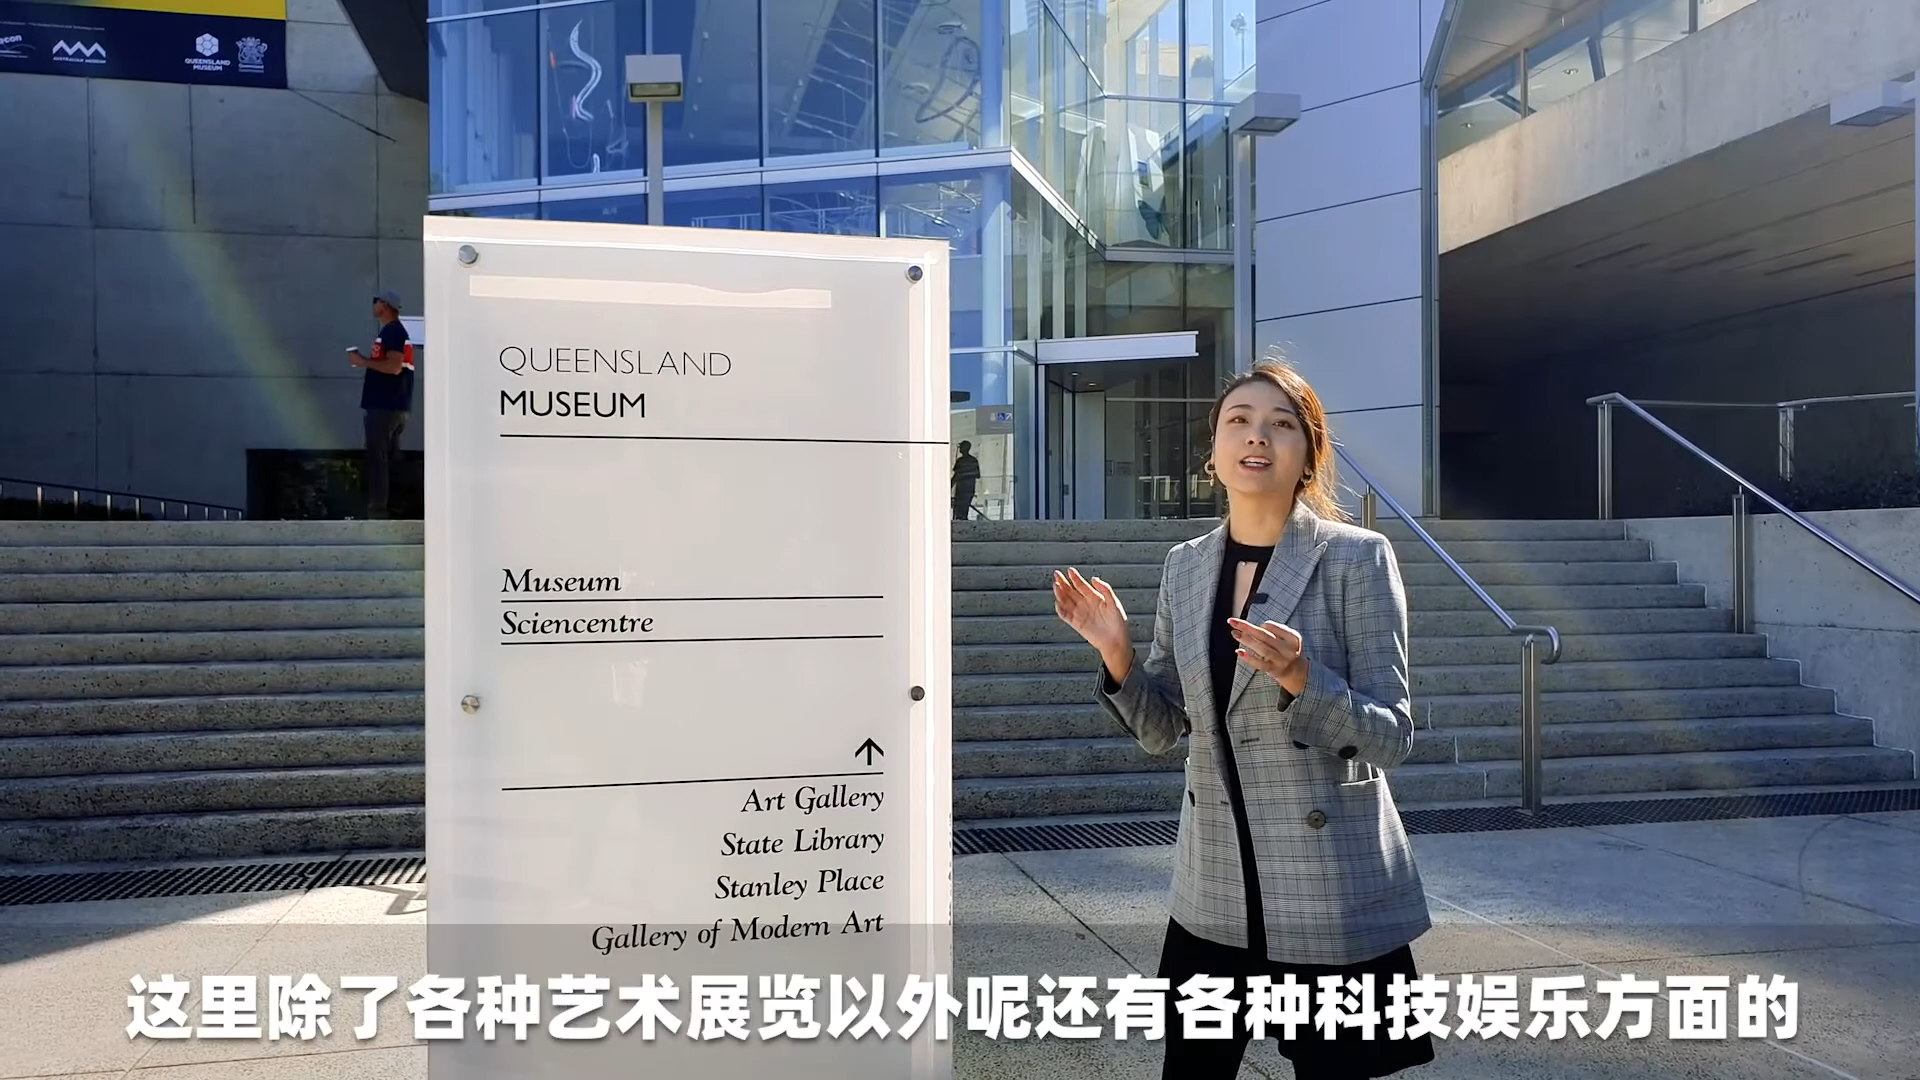 QUEENSLAND
MUSEUM
QUEENSLAND
MUSEUM
Museum
Sciencentre
↑
Art Gallery
State Library
Stanley Place
Gallery of Modern Art
这里除了各种艺术展览以外呢还有各种科技娱乐方面的